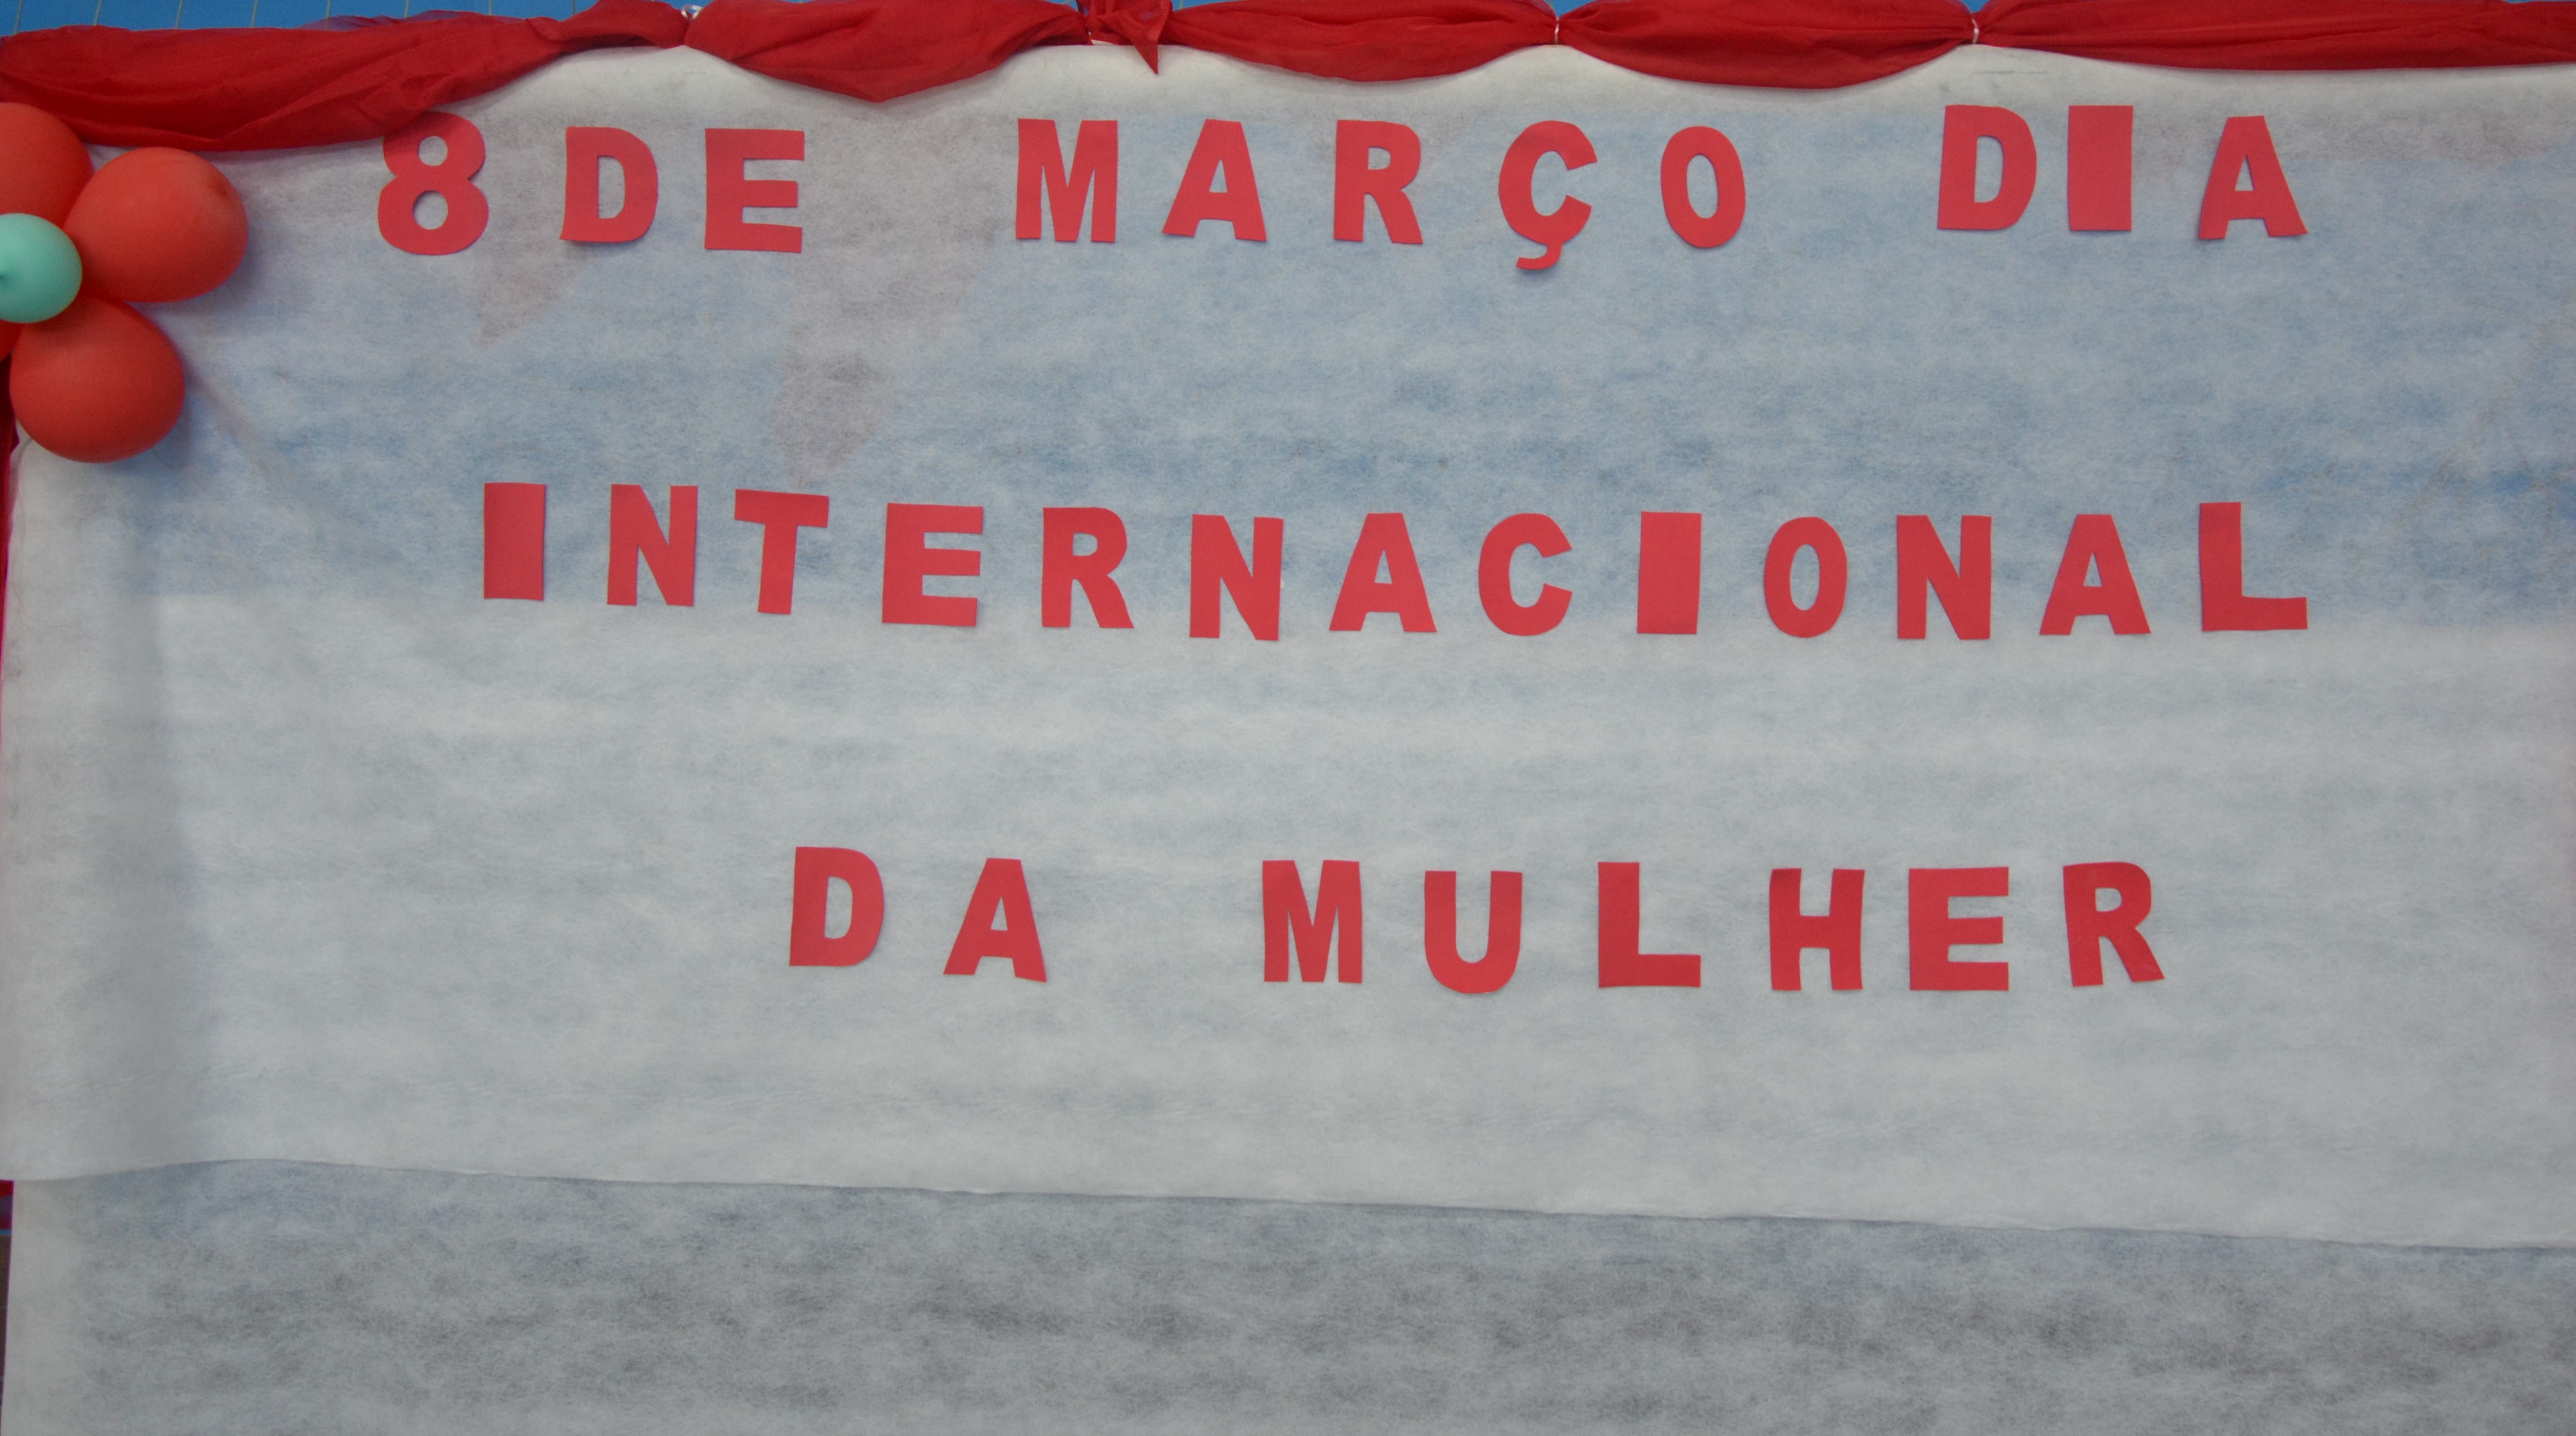 8 DE MARÇO DIA
INTERNACIONAL
DA MULHER